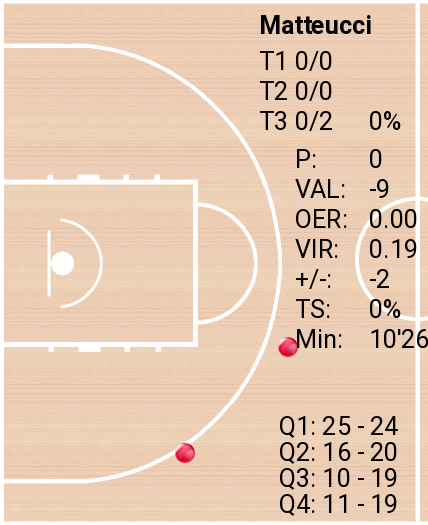 Matteucci
T1 0/0
T2 0/0
T3 0/2 0%
P: 0
VAL: -9
OER: 0.00
VIR: 0.19
+/-: -2
TS: 0%
Min: 10'26
Q1: 25 - 24
Q2: 16 - 20
Q3: 10 - 19
Q4: 11 - 19